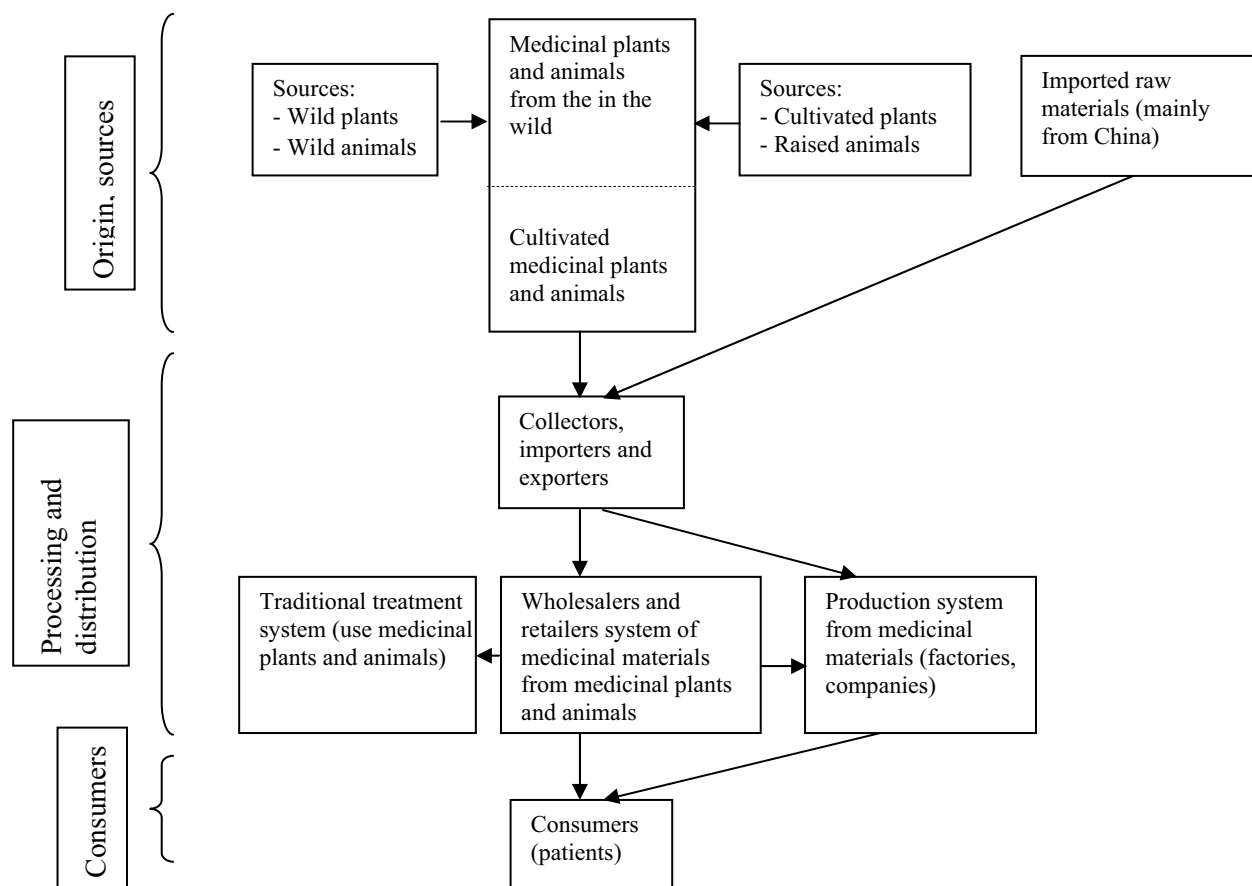 Origin, sources
Sources:
- Wild plants
- Wild animals
Medicinal plants
and animals
from the in the
wild
Cultivated
medicinal plants
and animals
Sources:
- Cultivated plants
- Raised animals
Imported raw
materials (mainly
from China)
Processing and
distribution
Collectors,
importers and
exporters
Traditional treatment
system (use medicinal
plants and animals)
Wholesalers and
retailers system of
medicinal materials
from medicinal plants
and animals
Production system
from medicinal
materials (factories,
companies)
Consumers
Consumers
(patients)